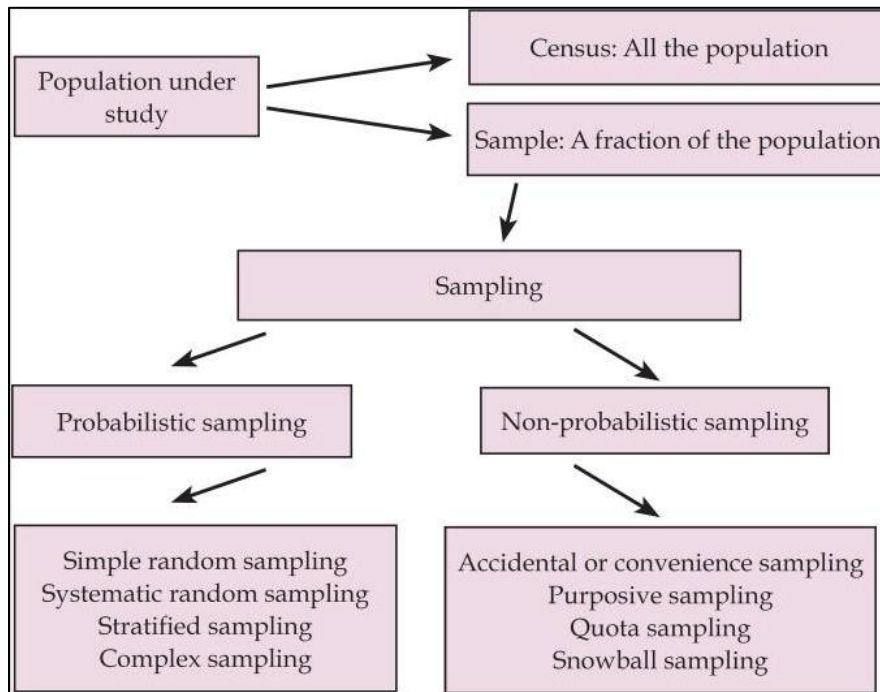 Census: All the population
Population under
study
Sample: A fraction of the population
Sampling
Probabilistic sampling
Non-probabilistic sampling
Simple random sampling
Systematic random sampling
Stratified sampling
Complex sampling
Accidental or convenience sampling
Purposive sampling
Quota sampling
Snowball sampling